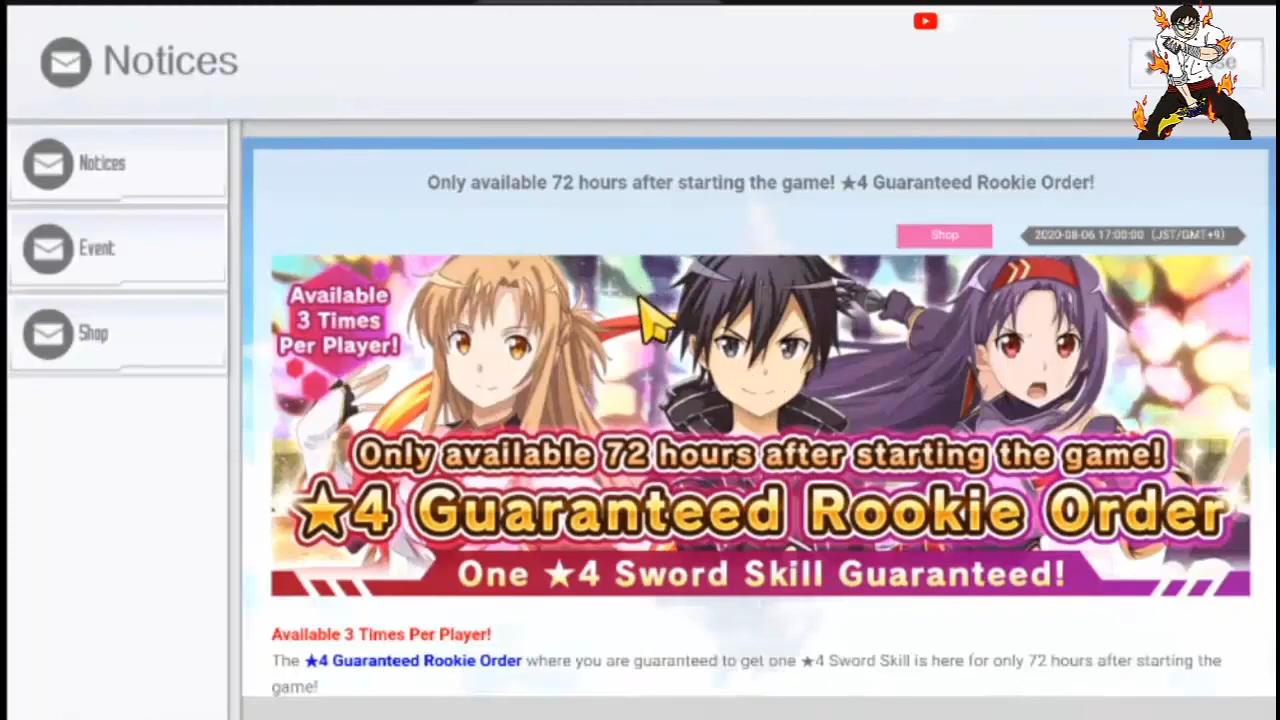 Notices
Notices
Event
Shop
Only available 72 hours after starting the game! ★4 Guaranteed Rookie Order!
Shop
2020-08-06 17:00:00 (JST/GMT+9)
Available
3 Times
Per Player!
Only available 72 hours after starting the game!
★4 Guaranteed Rookie Order
One ★4 Sword Skill Guaranteed!
Available 3 Times Per Player!
The ★4 Guaranteed Rookie Order where you are guaranteed to get one ★4 Sword Skill is here for only 72 hours after starting the
game!